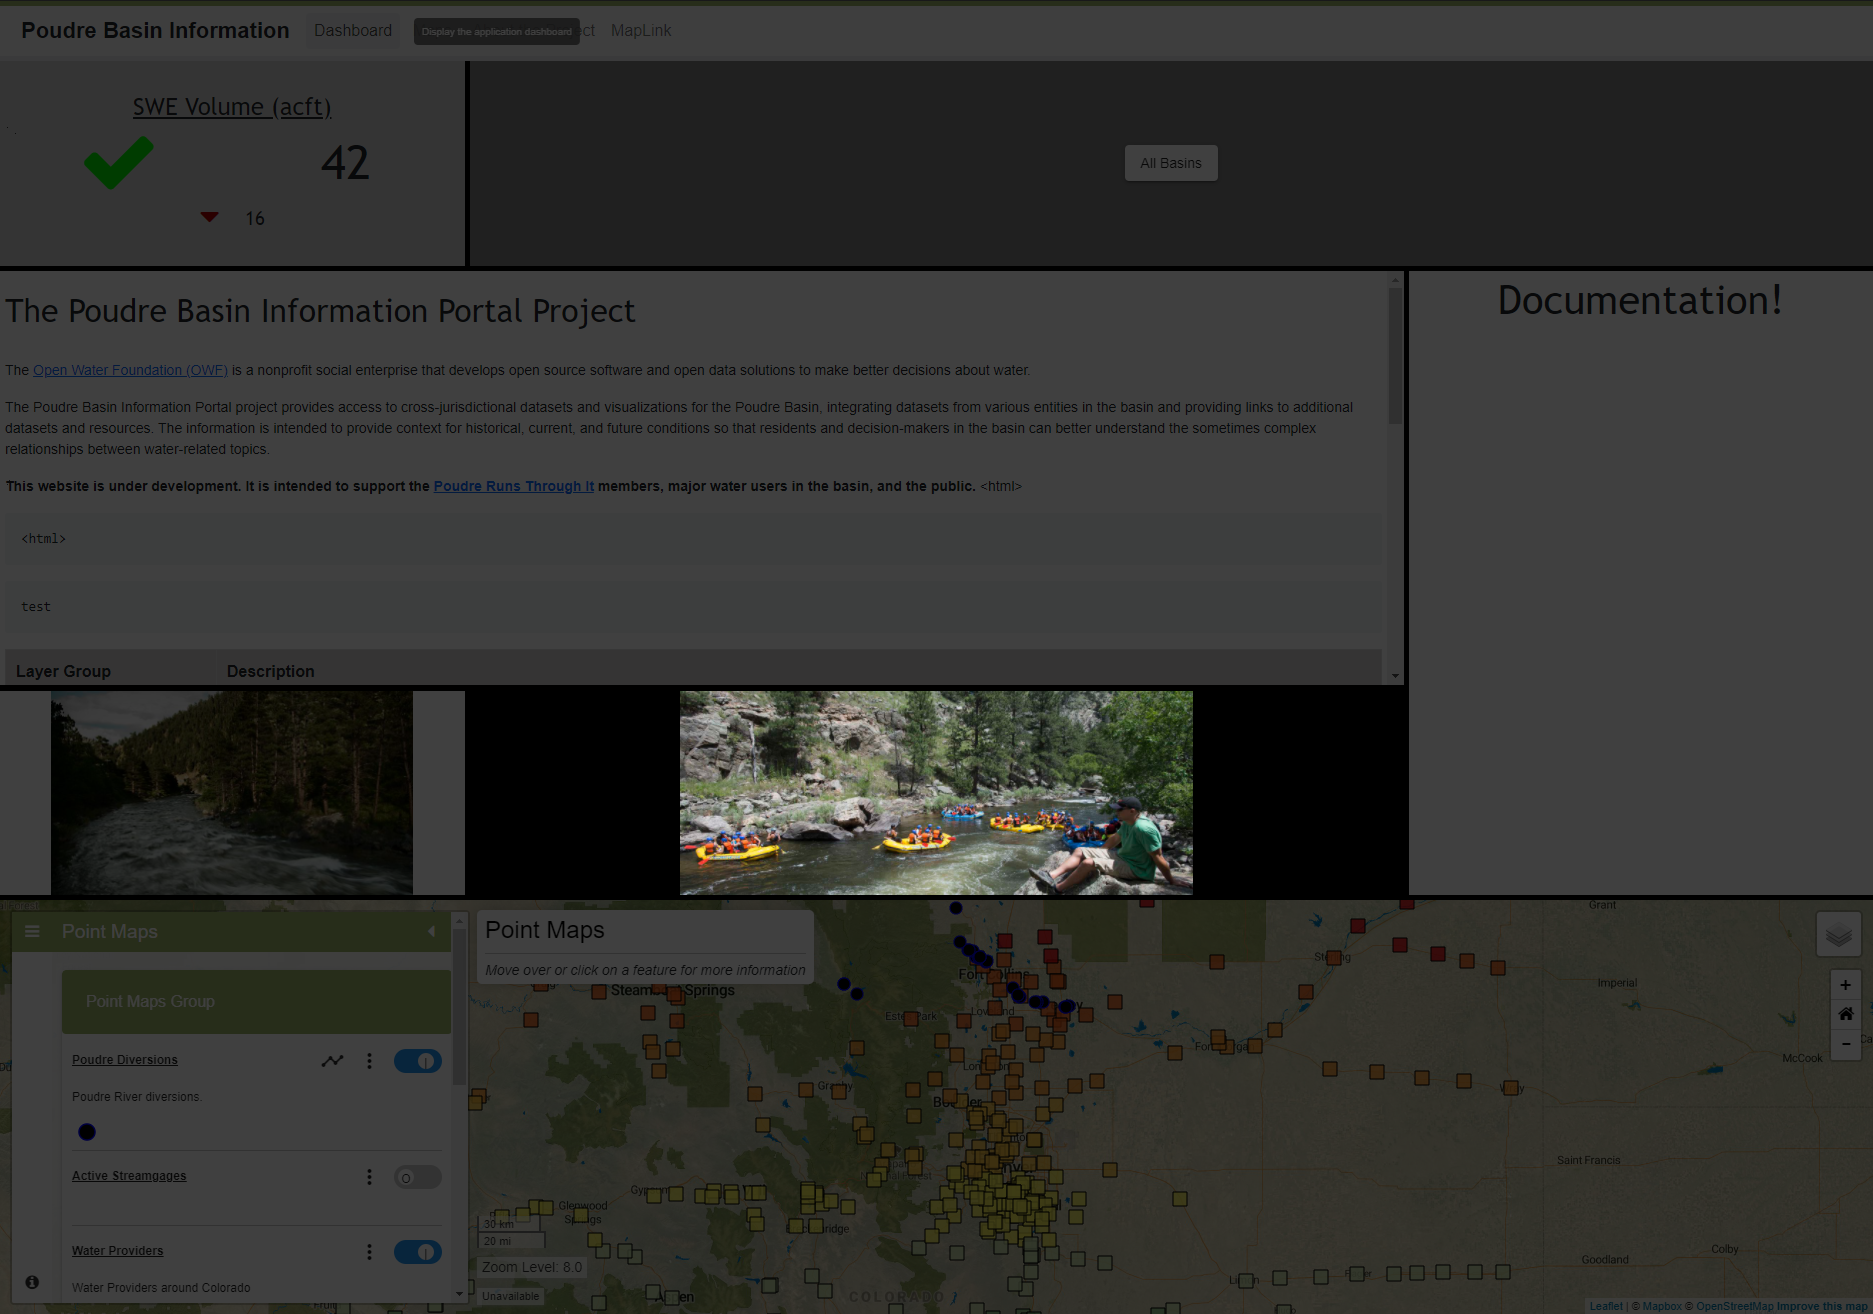 Poudre Basin Information
Dashboard
Display the application dashboard
ect
MapLink
SWE Volume (acft)
42
16
All Basins
The Poudre Basin Information Portal Project
The Open Water Foundation (OWF) is a nonprofit social enterprise that develops open source software and open data solutions to make better decisions about water.
The Poudre Basin Information Portal project provides access to cross-jurisdictional datasets and visualizations for the Poudre Basin, integrating datasets from various entities in the basin and providing links to additional
datasets and resources. The information is intended to provide context for historical, current, and future conditions so that residents and decision-makers in the basin can better understand the sometimes complex
relationships between water-related topics.
This website is under development. It is intended to support the Poudre Runs Through It members, major water users in the basin, and the public. <html>
<html>
test
Layer Group
Description
Documentation!
Point Maps
Point Maps Group
Poudre Diversions
Poudre River diversions.
Active Streamgages
Water Providers
Water Providers around Colorado
Point Maps
Move over or click on a feature for more information
Steam Springs
Granby
Glenwood
Springs
30 km
20 mi
Zoom Level: 8.0
Unavailable
COLORADO
Grant
Imperial
McCook
Saint Francis
Goodland
Colby
+
-
Leaflet | © Mapbox © OpenStreetMap Improve this map